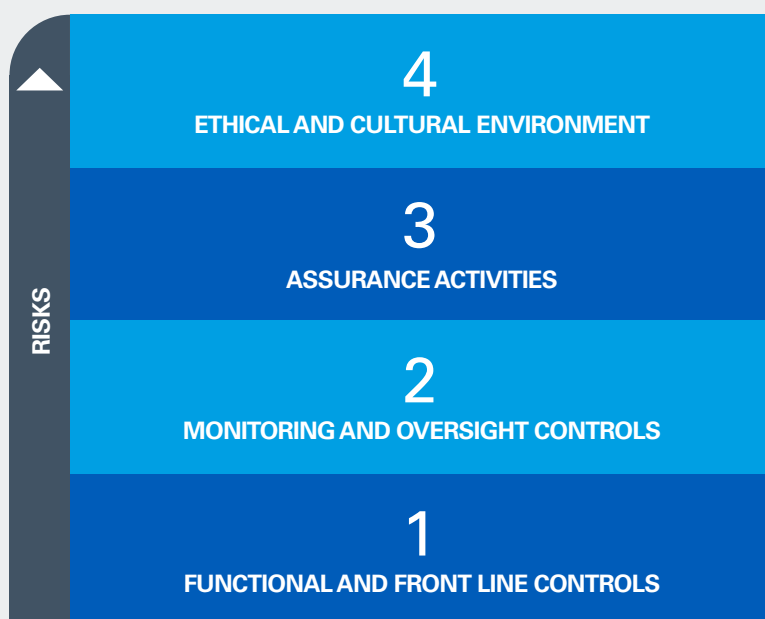 4
ETHICAL AND CULTURAL ENVIRONMENT
3
ASSURANCE ACTIVITIES
RISKS
2
MONITORING AND OVERSIGHT CONTROLS
1
FUNCTIONAL AND FRONT LINE CONTROLS